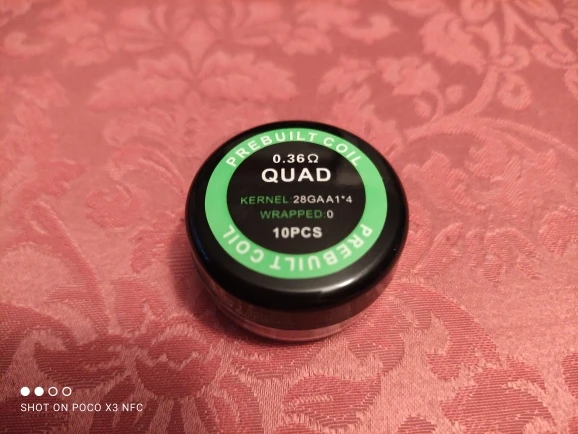 PREBUILT COIL
0.36Ω
QUAD
KERNEL:28GAA1*4
WRAPPED:0
10PCS
PREBUILT COIL
SHOT ON POCO X3 NFC